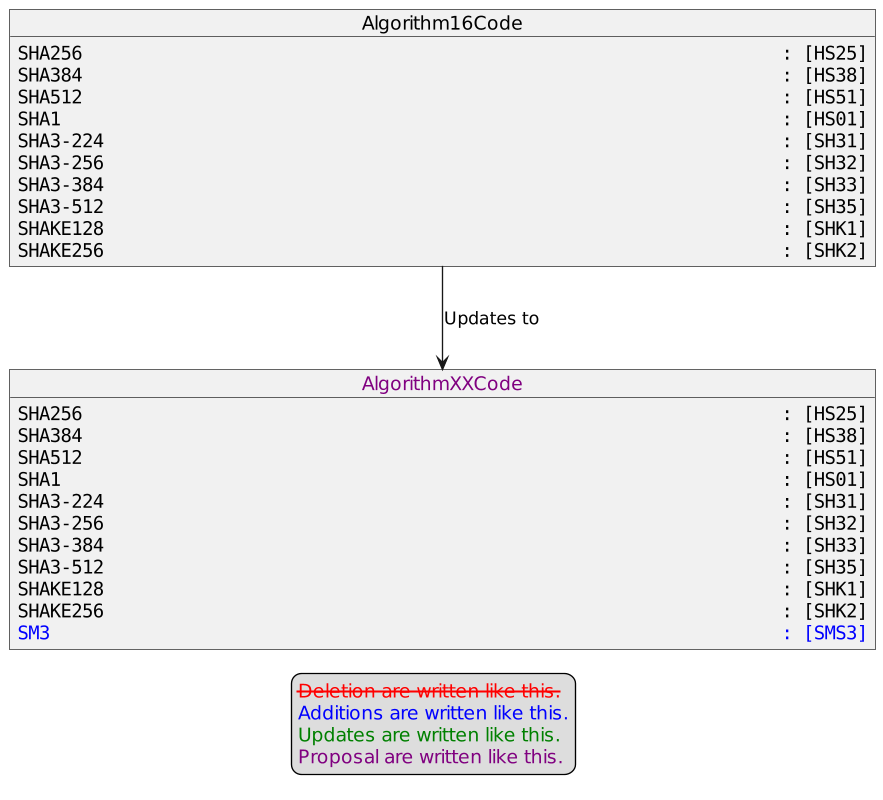 Algorithm16Code
SHA256 : [HS25]
SHA384 : [HS38]
SHA512 : [HS51]
SHA1 : [HS01]
SHA3-224 : [SH31]
SHA3-256 : [SH32]
SHA3-384 : [SH33]
SHA3-512 : [SH35]
SHAKE128 : [SHK1]
SHAKE256 : [SHK2]
Updates to
AlgorithmXXCode
SHA256 : [HS25]
SHA384 : [HS38]
SHA512 : [HS51]
SHA1 : [HS01]
SHA3-224 : [SH31]
SHA3-256 : [SH32]
SHA3-384 : [SH33]
SHA3-512 : [SH35]
SHAKE128 : [SHK1]
SHAKE256 : [SHK2]
SM3 : [SMS3]
Deletion are written like this.
Additions are written like this.
Updates are written like this.
Proposal are written like this.